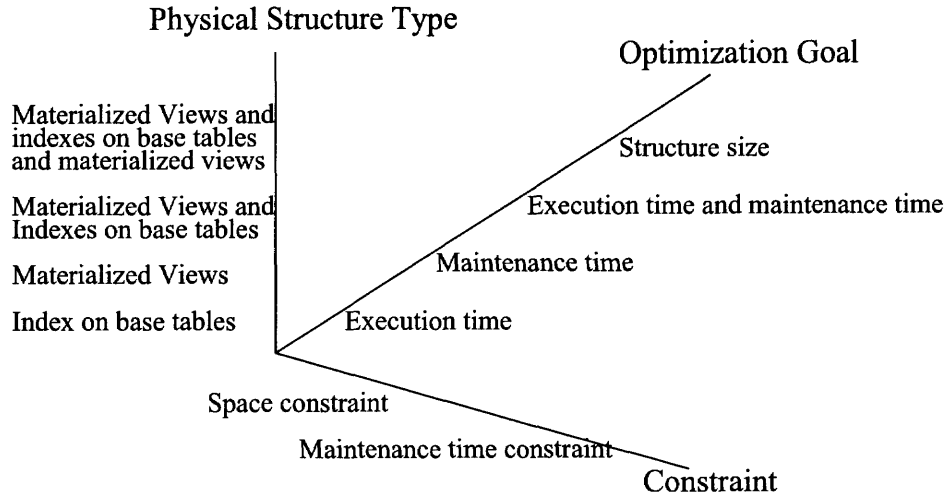 Physical Structure Type
Optimization Goal
Materialized Views and
indexes on base tables
and materialized views
Structure size
Materialized Views and
Indexes on base tables
Execution time and maintenance time
Materialized Views
Maintenance time
Index on base tables
Execution time
Space constraint
Maintenance time constraint
Constraint